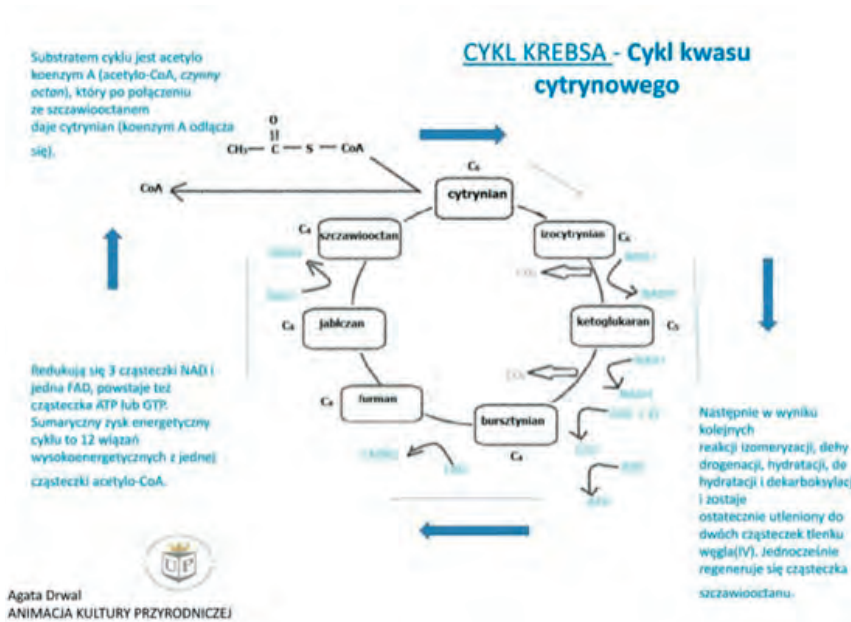 CYKL KREBSA - Cykl kwasu
cytrynowego
Substratem cyklu jest acetylo
koenzym A (acetylo-CoA, czynny
octan), który po połączeniu
ze szczawiooctanem
daje cytrynian (koenzym A odłącza
się).
O
CH₃ — C — S — CoA
CoA
C₆
cytrynian
izocytrynian
C₆
CO₂
ketoglukaran
C₅
CO₂
bursztynian
C₄
furman
C₄
jabłczan
C₄
szczawiooctan
C₄
Redukują się 3 cząsteczki NAD i
jedna FAD, powstaje też
cząsteczka ATP lub GTP.
Sumaryczny zysk energetyczny
cyklu to 12 wiązań
wysokoenergetycznych z jednej
cząsteczki acetylo-CoA.
Następnie w wyniku
kolejnych
reakcji izomeryzacji, dehy
drogenacji, hydratacji, de
hydratacji i dekarboksylacj
i zostaje
ostatecznie utleniony do
dwóch cząsteczek tlenku
węgla(IV). Jednocześnie
regeneruje się cząsteczka
szczawiooctanu.
UP
Agata Drwal
ANIMACJA KULTURY PRZYRODNICZEJ